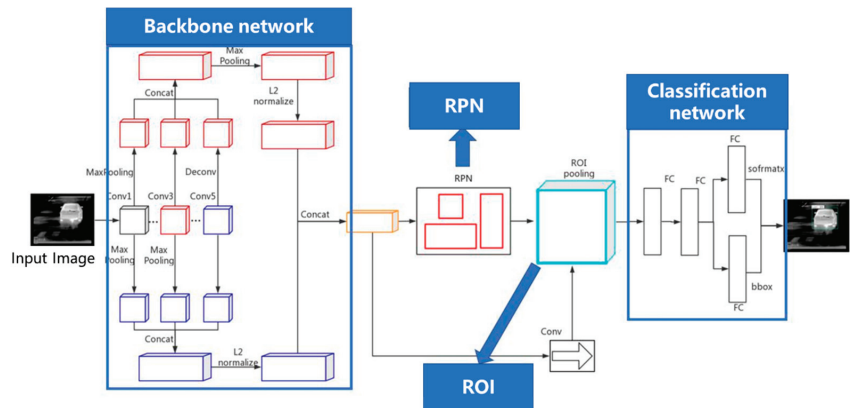 Backbone network
Max
Pooling
L2
normalize
Concat
MaxPooling
Deconv
Conv1
Conv3
Conv5
Input Image
Max
Pooling
Max
Pooling
Concat
L2
normalize
Concat
RPN
RPN
ROI
pooling
Conv
ROI
Classification
network
FC
FC
FC
sofrmatx
bbox
FC